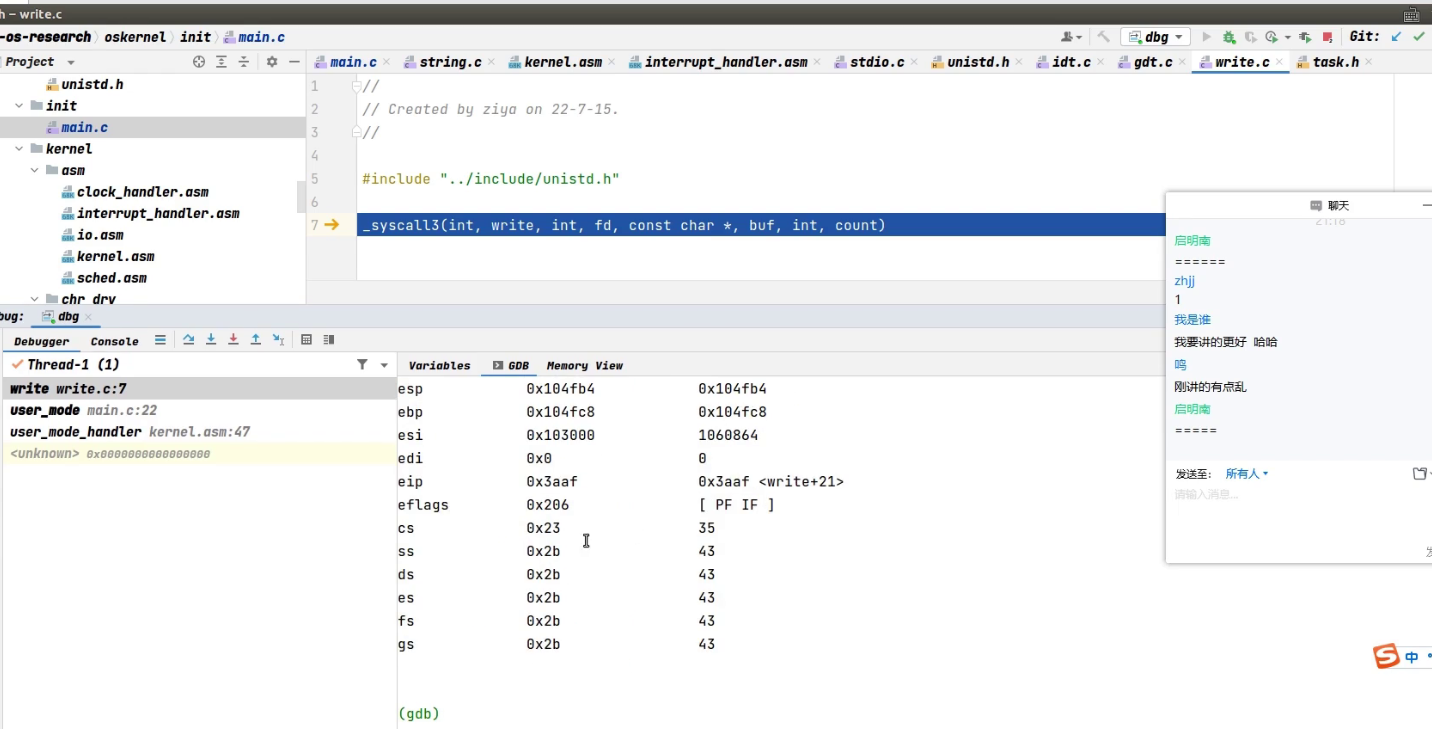 h – write.c
-os-research oskernel init main.c
dbg Git:
Project
main.c string.c kernel.asm interrupt_handler.asm stdio.c unistd.h idt.c gdt.c write.c task.h
unistd.h
init
main.c
kernel
asm
clock_handler.asm
interrupt_handler.asm
io.asm
kernel.asm
sched.asm
chr_drv
1 //
2 // Created by ziya on 22-7-15.
3 //
4
5 #include "../include/unistd.h"
6
7 _syscall3(int, write, int, fd, const char *, buf, int, count)
bug: dbg
Debugger Console
Thread-1 (1)
write write.c:7
user_mode main.c:22
user_mode_handler kernel.asm:47
<unknown> 0x0000000000000000
Variables GDB Memory View
esp 0x104fb4 0x104fb4
ebp 0x104fc8 0x104fc8
esi 0x103000 1060864
edi 0x0 0
eip 0x3aaf 0x3aaf <write+21>
eflags 0x206 [ PF IF ]
cs 0x23 35
ss 0x2b 43
ds 0x2b 43
es 0x2b 43
fs 0x2b 43
gs 0x2b 43
(gdb)
聊天
21:18
启明南
======
zhjj
1
我是谁
我要讲的更好 哈哈
鸣
刚讲的有点乱
启明南
=====
发送至: 所有人
请输入消息...
S 中